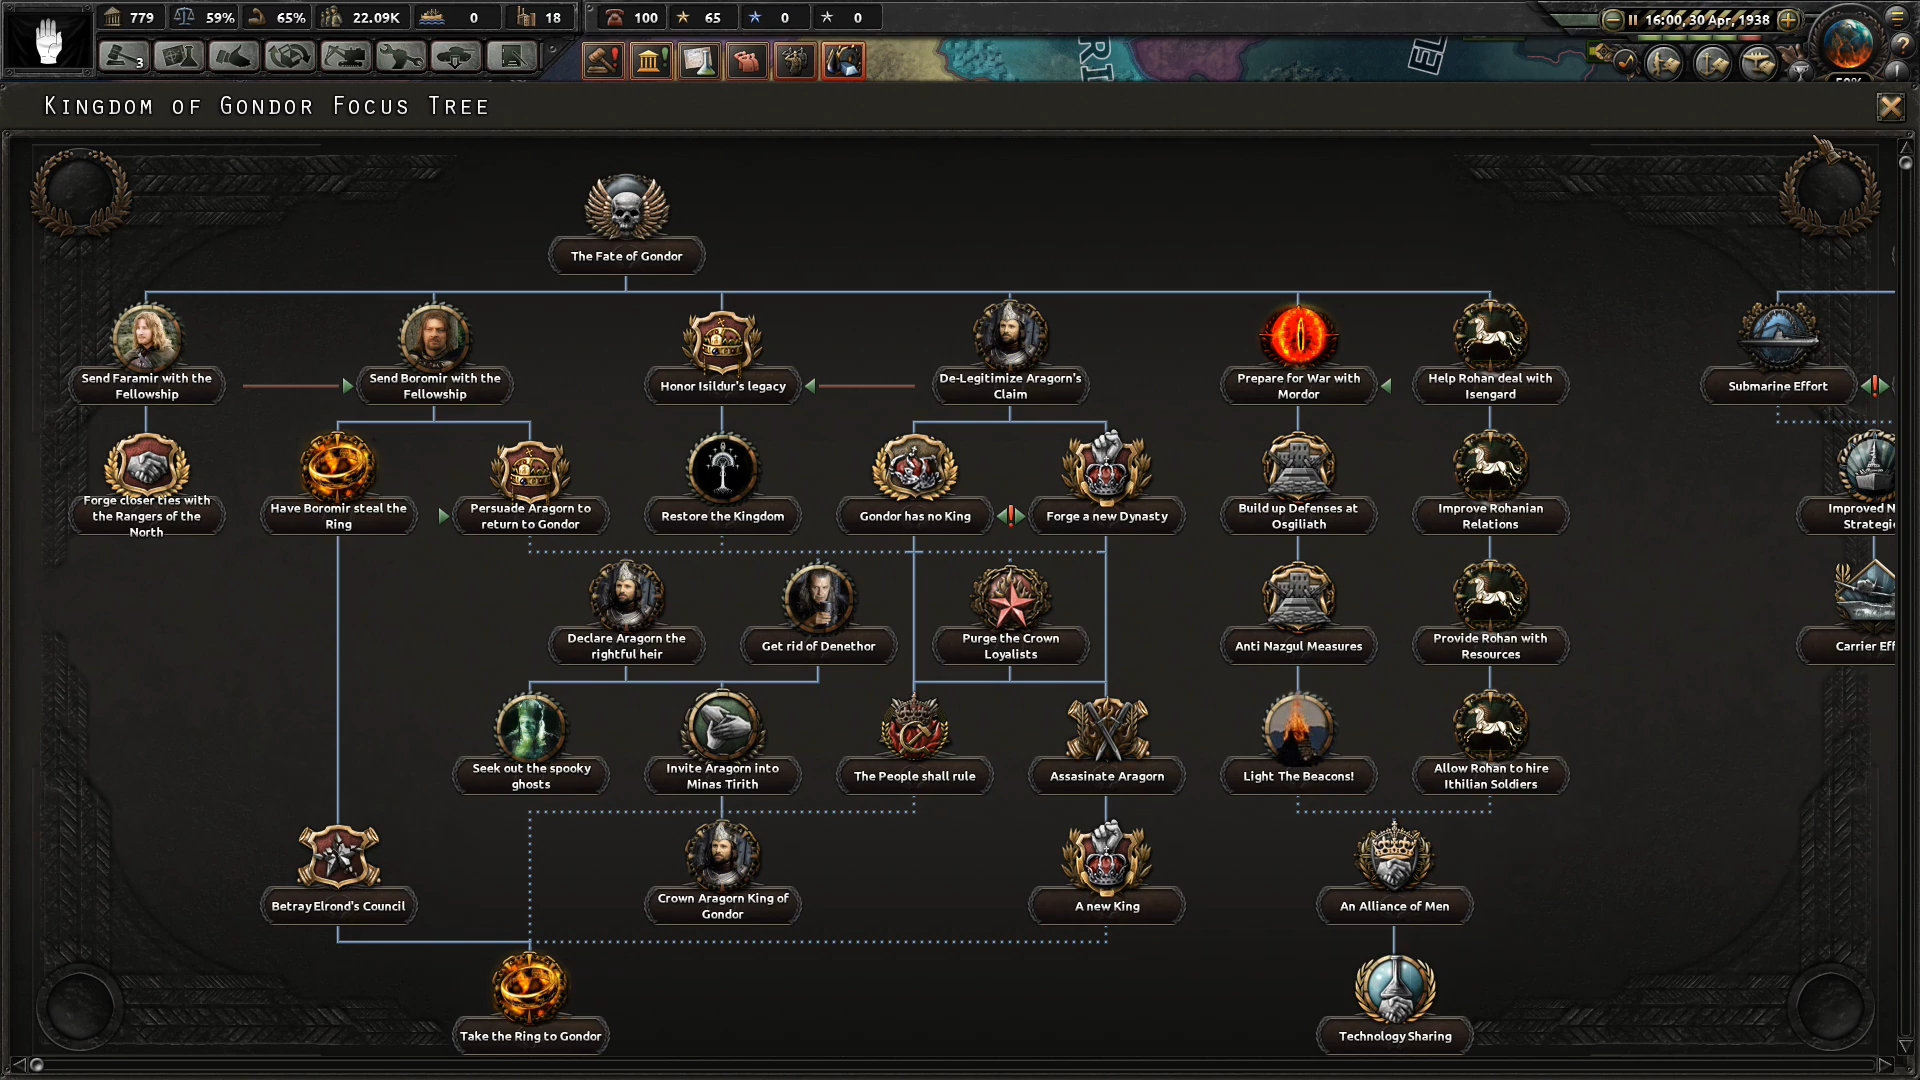 779
59%
65%
22.09K
0
18
100
65
0
0
16:00, 30 Apr, 1938
3
RI
EL
Kingdom of Gondor Focus Tree
The Fate of Gondor
Send Faramir with the
Fellowship
Send Boromir with the
Fellowship
Honor Isildur's legacy
De-Legitimize Aragorn's
Claim
Prepare for War with
Mordor
Help Rohan deal with
Isengard
Submarine Effort
Forge closer ties with
the Rangers of the
North
Have Boromir steal the
Ring
Persuade Aragorn to
return to Gondor
Restore the Kingdom
Gondor has no King
Forge a new Dynasty
Build up Defenses at
Osgiliath
Improve Rohanian
Relations
Improved N
Strategi
Declare Aragorn the
rightful heir
Get rid of Denethor
Purge the Crown
Loyalists
Anti Nazgul Measures
Provide Rohan with
Resources
Carrier Eff
Seek out the spooky
ghosts
Invite Aragorn into
Minas Tirith
The People shall rule
Assasinate Aragorn
Light The Beacons!
Allow Rohan to hire
Ithilian Soldiers
Betray Elrond's Council
Crown Aragorn King of
Gondor
A new King
An Alliance of Men
Take the Ring to Gondor
Technology Sharing